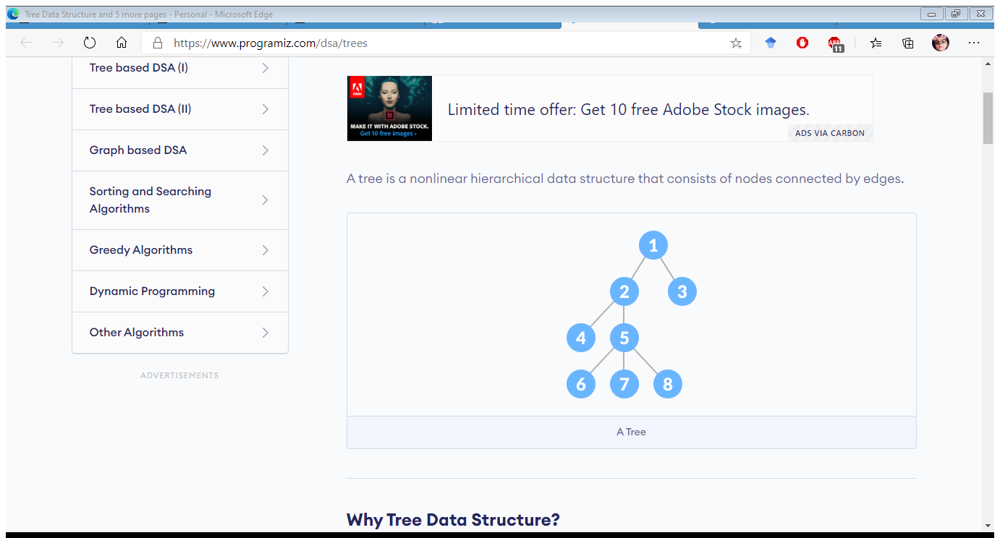 Tree Data Structure and 5 more pages - Personal - Microsoft Edge
https://www.programiz.com/dsa/trees
ABP
11
Tree based DSA (I)
Tree based DSA (II)
Graph based DSA
Sorting and Searching
Algorithms
Greedy Algorithms
Dynamic Programming
Other Algorithms
ADVERTISEMENTS
Adobe
St
MAKE IT WITH ADOBE STOCK.
Get 10 free images ›
Limited time offer: Get 10 free Adobe Stock images.
ADS VIA CARBON
A tree is a nonlinear hierarchical data structure that consists of nodes connected by edges.
1
2 3
4 5
6 7 8
A Tree
Why Tree Data Structure?